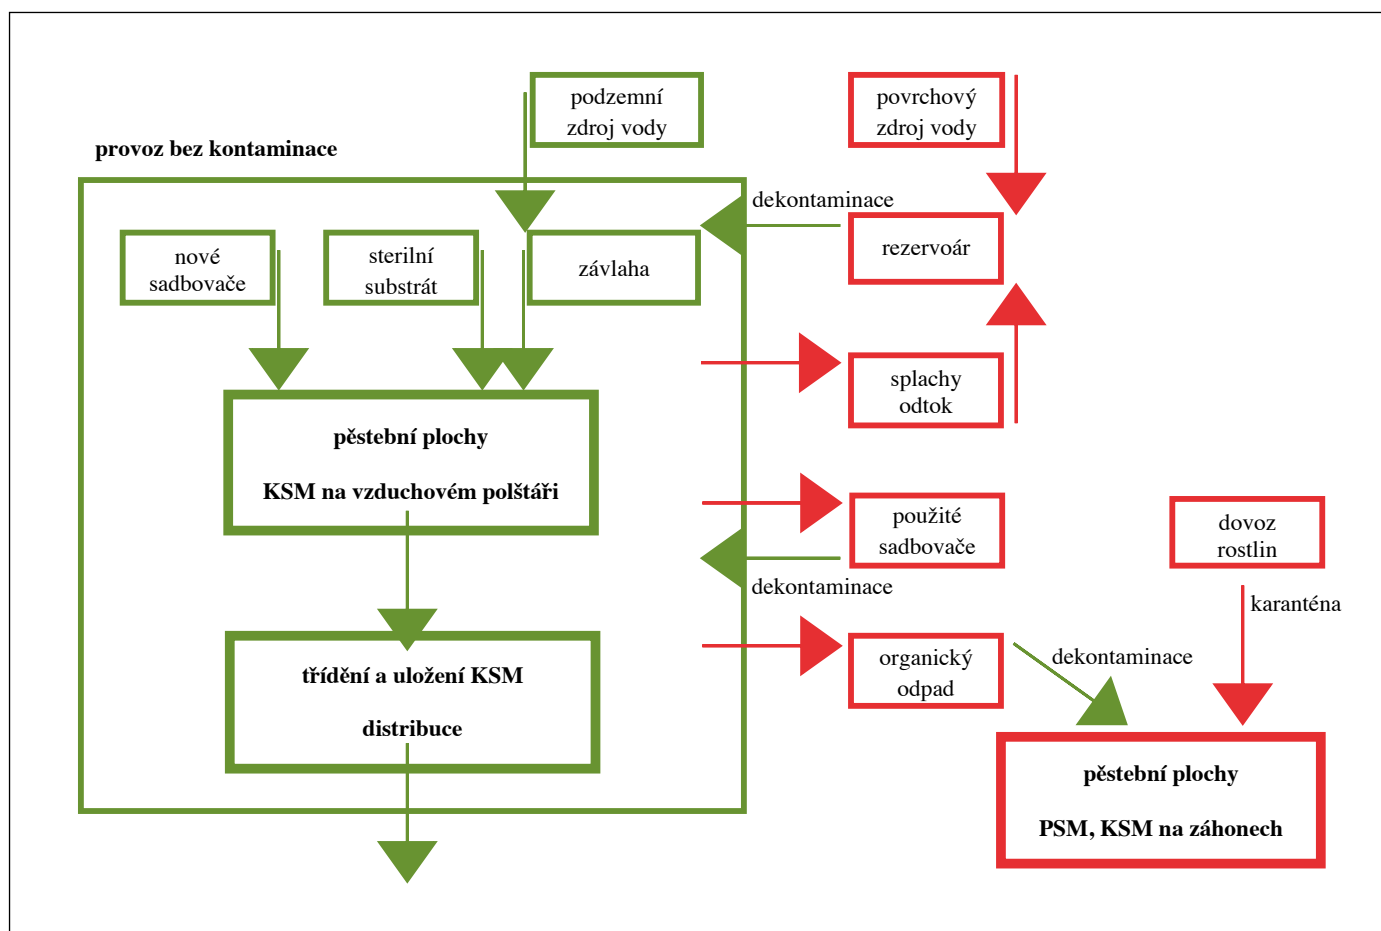 podzemní
zdroj vody
povrchový
zdroj vody
provoz bez kontaminace
dekontaminace
nové
sadbovače
sterilní
substrát
závlaha
rezervoár
splachy
odtok
pěstební plochy
KSM na vzduchovém polštáři
použité
sadbovače
dovoz
rostlin
dekontaminace
karanténa
organický
odpad
dekontaminace
třídění a uložení KSM
distribuce
pěstební plochy
PSM, KSM na záhonech